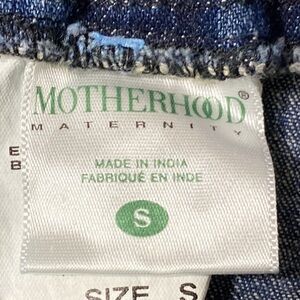 MOTHERHOOD®
MATERNITY
E
B
MADE IN INDIA
FABRIQUÉ EN INDE
S
SIZE S